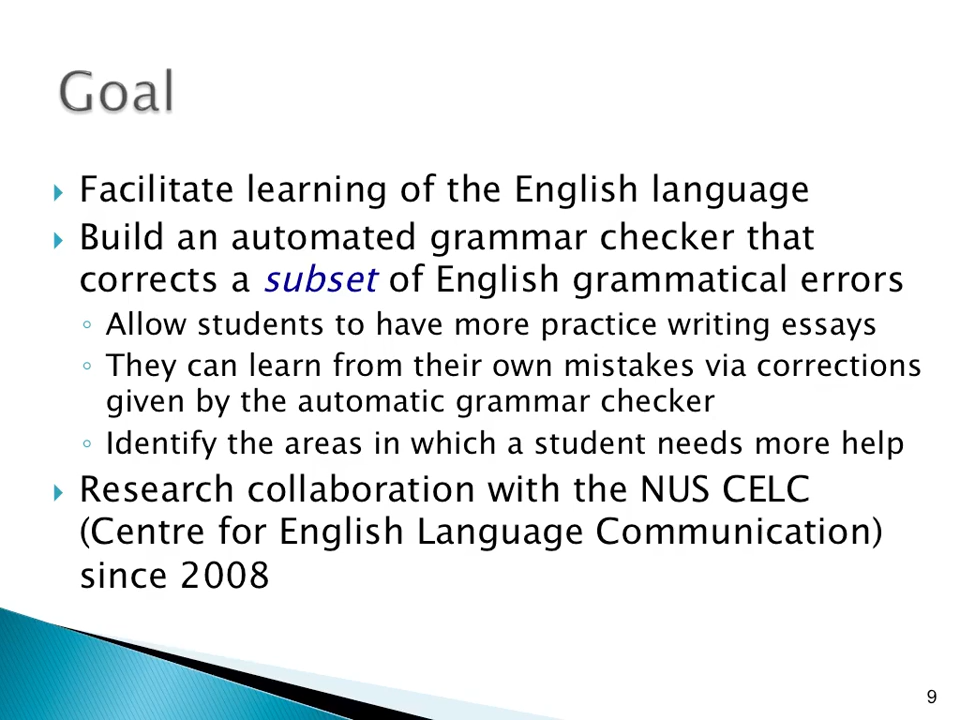 Goal
Facilitate learning of the English language
Build an automated grammar checker that
corrects a subset of English grammatical errors
Allow students to have more practice writing essays
They can learn from their own mistakes via corrections
given by the automatic grammar checker
Identify the areas in which a student needs more help
Research collaboration with the NUS CELC
(Centre for English Language Communication)
since 2008
9